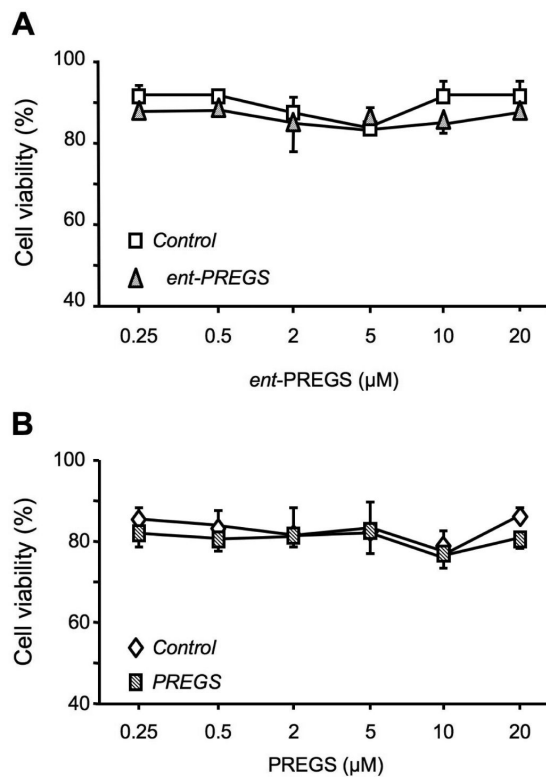 A
Cell viability (%)
100
80
60
40
Control
ent-PREGS
0.25 0.5 2 5 10 20
ent-PREGS (µM)
B
Cell viability (%)
100
80
60
40
Control
PREGS
0.25 0.5 2 5 10 20
PREGS (µM)